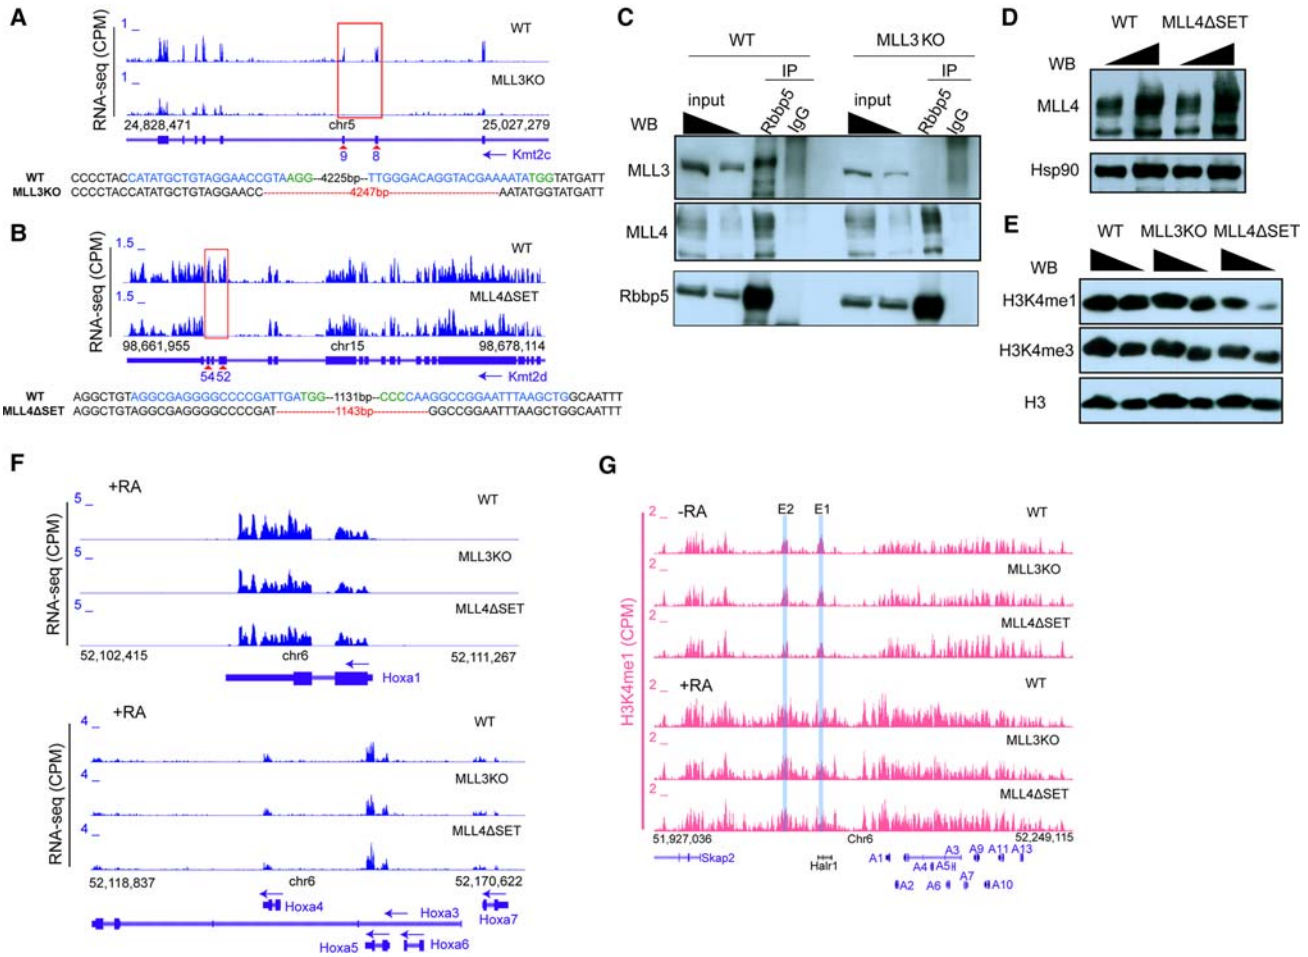 A
RNA-seq (CPM)
1
WT
1
MLL3KO
24,828,471 chr5 25,027,279
9 8
Kmt2c
WT CCCCTACCATATGCTGTAGGAACCGTAAGG--4225bp--TTGGGACAGGTACGAAAATATGGTATGATT
MLL3KO CCCCTACCATATGCTGTAGGAACC 4247bp AATATGGTATGATT
B
RNA-seq (CPM)
1.5
WT
1.5
MLL4ΔSET
98,661,955 chr15 98,678,114
54 52
Kmt2d
WT AGGCTGTAGGCGAGGGGCCCCGATTGATGG--1131bp--CCCCAAGGCCGGAATTTAAGCTGGCAATTT
MLL4ΔSET AGGCTGTAGGCGAGGGGCCCCGAT 1143bp GGCCGGAATTTAAGCTGGCAATTT
C
WT MLL3 KO
IP IP
input Rbbp5 IgG input Rbbp5 IgG
WB
MLL3
MLL4
Rbbp5
D
WT MLL4ΔSET
WB
MLL4
Hsp90
E
WT MLL3KO MLL4ΔSET
WB
H3K4me1
H3K4me3
H3
F
+RA
RNA-seq (CPM)
5
WT
5
MLL3KO
5
MLL4ΔSET
52,102,415 chr6 52,111,267
Hoxa1
+RA
RNA-seq (CPM)
4
WT
4
MLL3KO
4
MLL4ΔSET
52,118,837 chr6 52,170,622
Hoxa4 Hoxa3 Hoxa7
Hoxa5 Hoxa6
G
H3K4me1 (CPM)
2
-RA E2 E1 WT
2
MLL3KO
2
MLL4ΔSET
2
+RA WT
2
MLL3KO
2
MLL4ΔSET
51,927,036 Chr6 52,249,115
Skap2 Halr1 A1 A3 A9 A11 A13
A4 A5
A2 A6 A7 A10